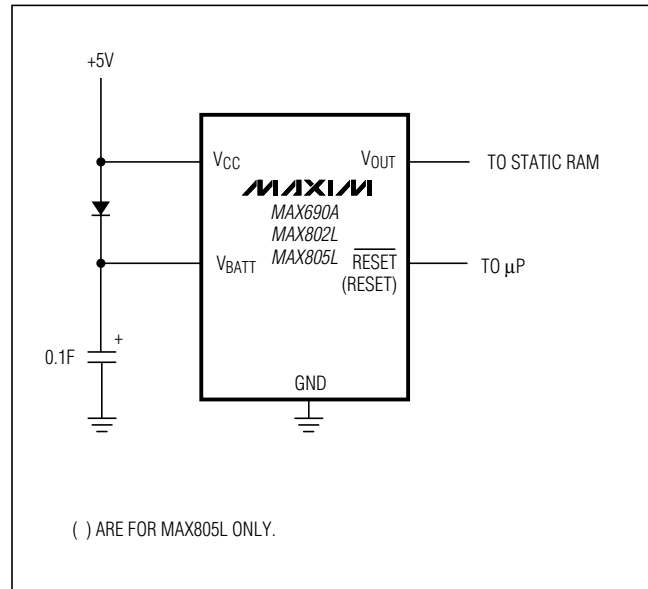 +5V
VCC
VOUT
TO STATIC RAM
MAXIM
MAX690A
MAX802L
MAX805L
VBATT
RESET
(RESET)
TO μP
0.1F
+
GND
( ) ARE FOR MAX805L ONLY.